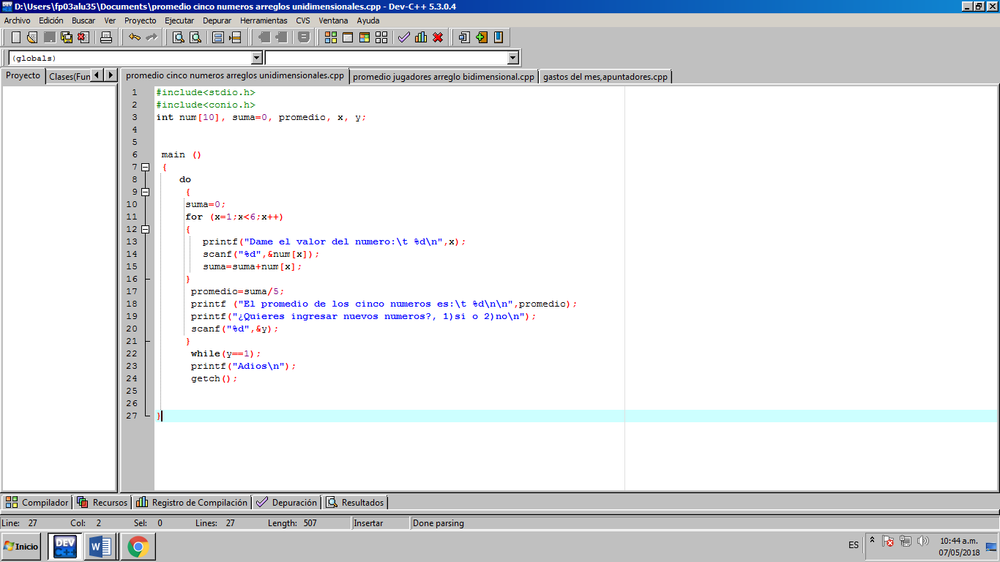 D:\Users\fp03alu35\Documents\promedio cinco numeros arreglos unidimensionales.cpp - Dev-C++ 5.3.0.4
Archivo Edición Buscar Ver Proyecto Ejecutar Depurar Herramientas CVS Ventana Ayuda
(globals)
Proyecto Clases(Fun
promedio cinco numeros arreglos unidimensionales.cpp promedio jugadores arreglo bidimensional.cpp gastos del mes,apuntadores.cpp
1 #include<stdio.h>
2 #include<conio.h>
3 int num[10], suma=0, promedio, x, y;
4
5
6 main ()
7 {
8 do
9 {
10 suma=0;
11 for (x=1;x<6;x++)
12 {
13 printf("Dame el valor del numero:\t %d\n",x);
14 scanf("%d",&num[x]);
15 suma=suma+num[x];
16 }
17 promedio=suma/5;
18 printf ("El promedio de los cinco numeros es:\t %d\n\n",promedio);
19 printf("¿Quieres ingresar nuevos numeros?, 1)si o 2)no\n");
20 scanf("%d",&y);
21 }
22 while(y==1);
23 printf("Adios\n");
24 getch();
25
26
27 }
Compilador Recursos Registro de Compilación Depuración Resultados
Line: 27 Col: 2 Sel: 0 Lines: 27 Length: 507 Insertar Done parsing
Inicio DEV C++ W ES 10:44 a.m.
07/05/2018